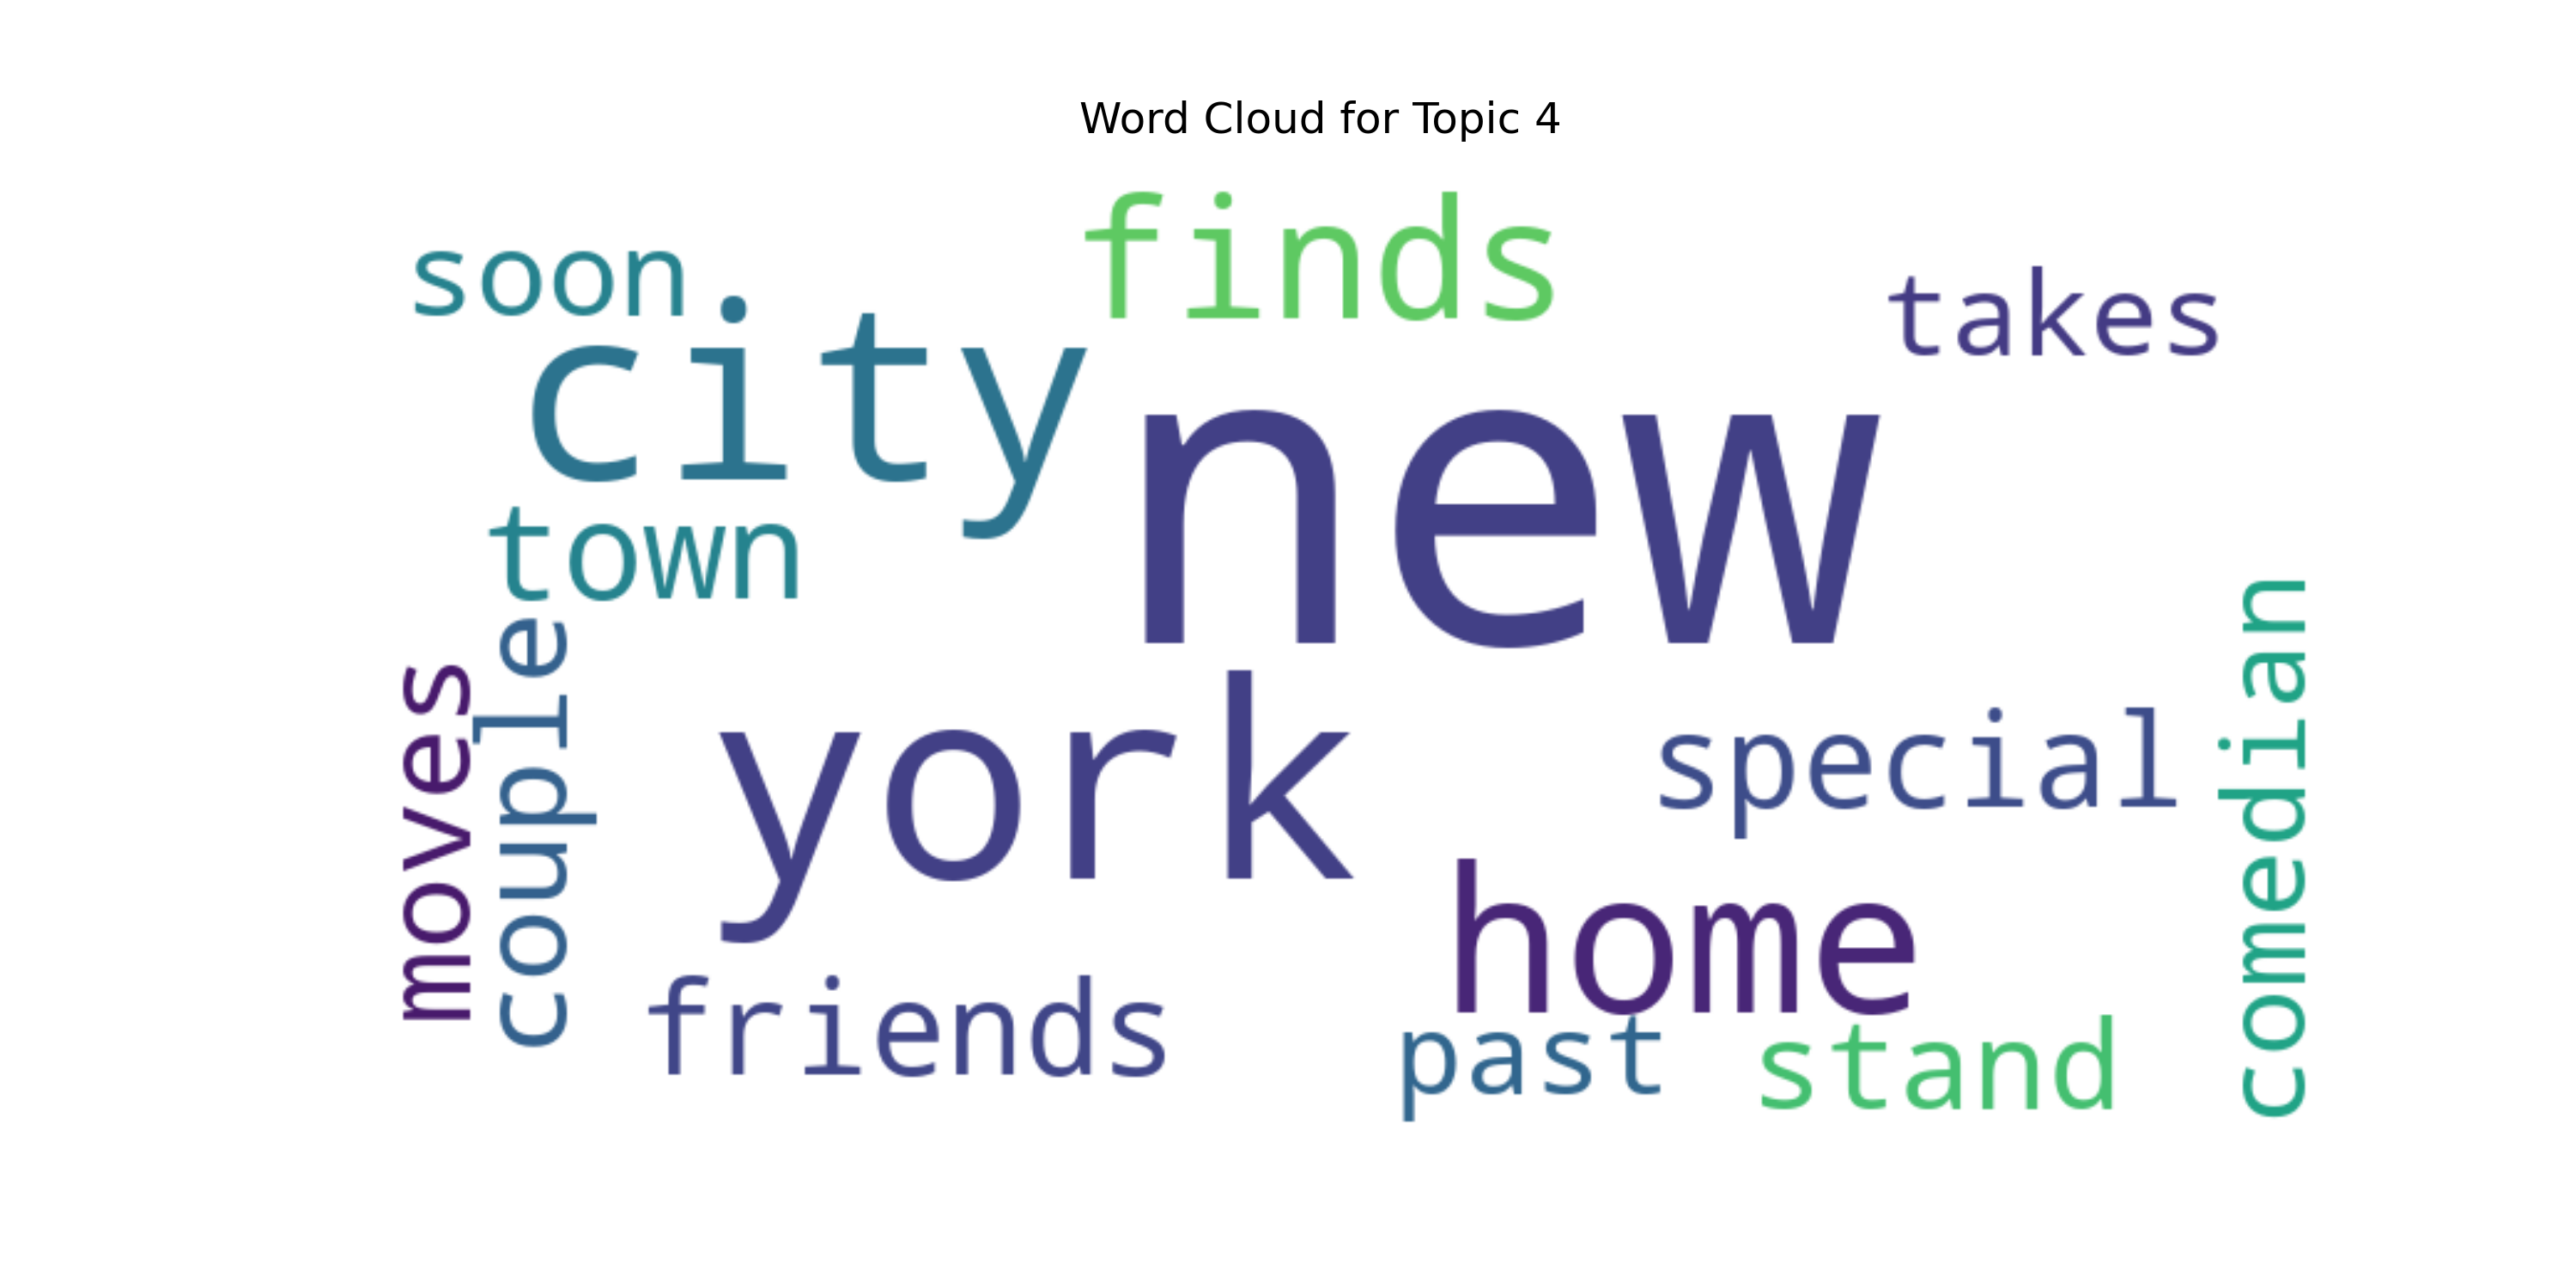 Word Cloud for Topic 4
finds
soon
takes
city
new
town
couple
moves
york
special
comedian
home
friends
past
stand